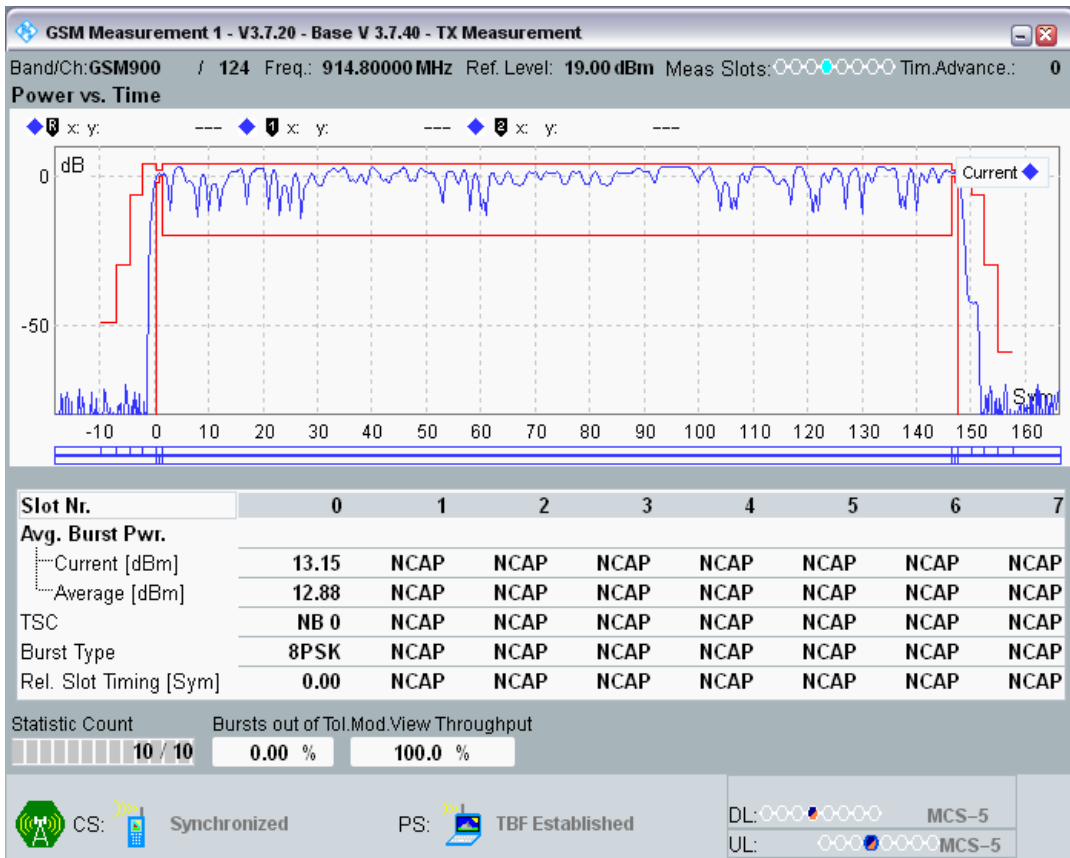 GSM Measurement 1 - V3.7.20 - Base V 3.7.40 - TX Measurement
Band/Ch:GSM900 / 124 Freq.: 914.80000 MHz Ref. Level: 19.00 dBm Meas Slots: Tim.Advance.: 0
Power vs. Time
R x: y: --- 1 x: y: --- 2 x: y: ---
dB
Current
0
-50
Sym
-10 0 10 20 30 40 50 60 70 80 90 100 110 120 130 140 150 160
Slot Nr. 0 1 2 3 4 5 6 7
Avg. Burst Pwr.
Current [dBm] 13.15 NCAP NCAP NCAP NCAP NCAP NCAP NCAP
Average [dBm] 12.88 NCAP NCAP NCAP NCAP NCAP NCAP NCAP
TSC NB 0 NCAP NCAP NCAP NCAP NCAP NCAP NCAP
Burst Type 8PSK NCAP NCAP NCAP NCAP NCAP NCAP NCAP
Rel. Slot Timing [Sym] 0.00 NCAP NCAP NCAP NCAP NCAP NCAP NCAP
Statistic Count Bursts out of Tol.Mod.View Throughput
10 / 10 0.00 % 100.0 %
CS: Synchronized PS: TBF Established
DL: MCS-5
UL: MCS-5